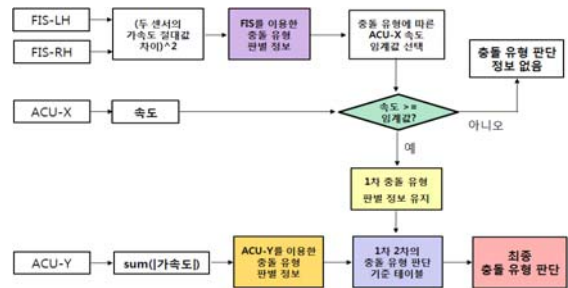 FIS-LH
FIS-RH
(두 센서의
가속도 절대값
차이)^2
FIS를 이용한
충돌 유형
판별 정보
충돌 유형에 따른
ACU-X 속도
임계값 선택
충돌 유형 판단
정보 없음
ACU-X
속도
속도 >=
임계값?
아니오
예
1차 충돌 유형
판별 정보 유지
ACU-Y
sum(|가속도|)
ACU-Y를 이용한
충돌 유형
판별 정보
1차 2차의
충돌 유형 판단
기준 테이블
최종
충돌 유형 판단